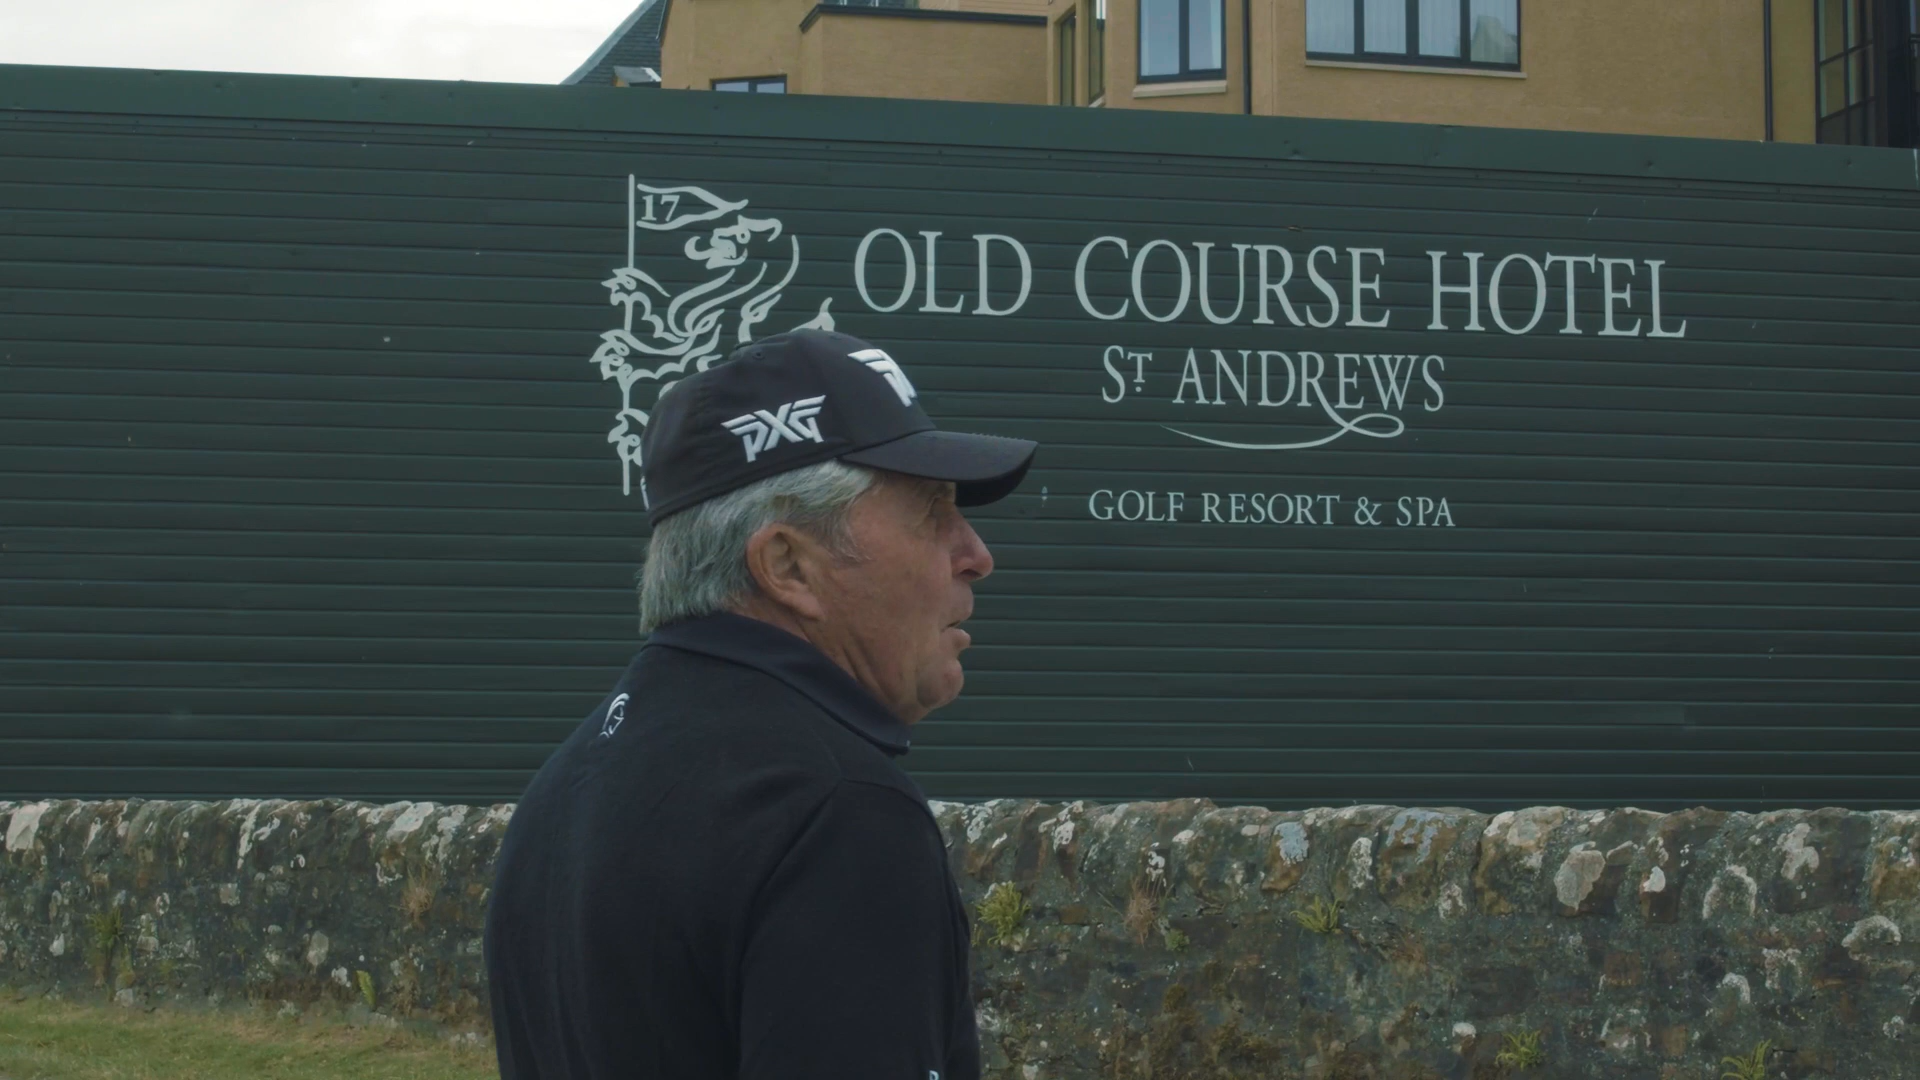 17
OLD COURSE HOTEL
ST ANDREWS
GOLF RESORT & SPA
PXG